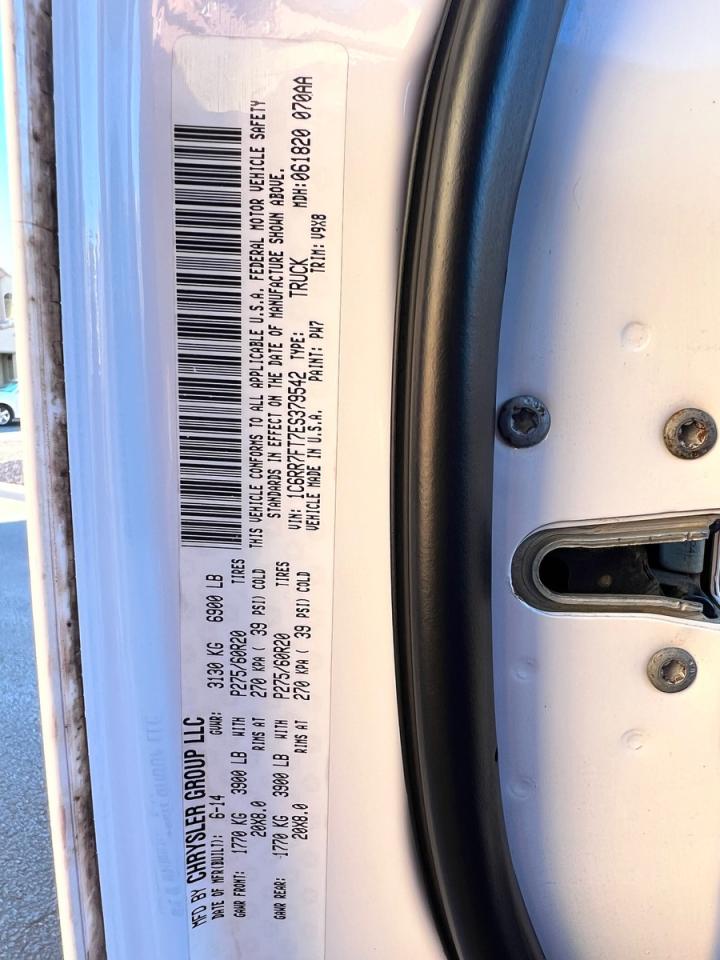 MFD BY CHRYSLER GROUP LLC
DATE OF MFR(BUILT): 6-14 GVWR: 3130 KG 6900 LB
GAWR FRONT: 1770 KG 3900 LB WITH P275/60R20 TIRES
20X8.0 RIMS AT 270 KPA ( 39 PSI) COLD
GAWR REAR: 1770 KG 3900 LB WITH P275/60R20 TIRES
20X8.0 RIMS AT 270 KPA ( 39 PSI) COLD
THIS VEHICLE CONFORMS TO ALL APPLICABLE U.S.A. FEDERAL MOTOR VEHICLE SAFETY
STANDARDS IN EFFECT ON THE DATE OF MANUFACTURE SHOWN ABOVE.
VIN: 1C6RR7FT7ES379542 TYPE: TRUCK MDH:061820 070AA
VEHICLE MADE IN U.S.A. PAINT: PW7 TRIM: V9X8